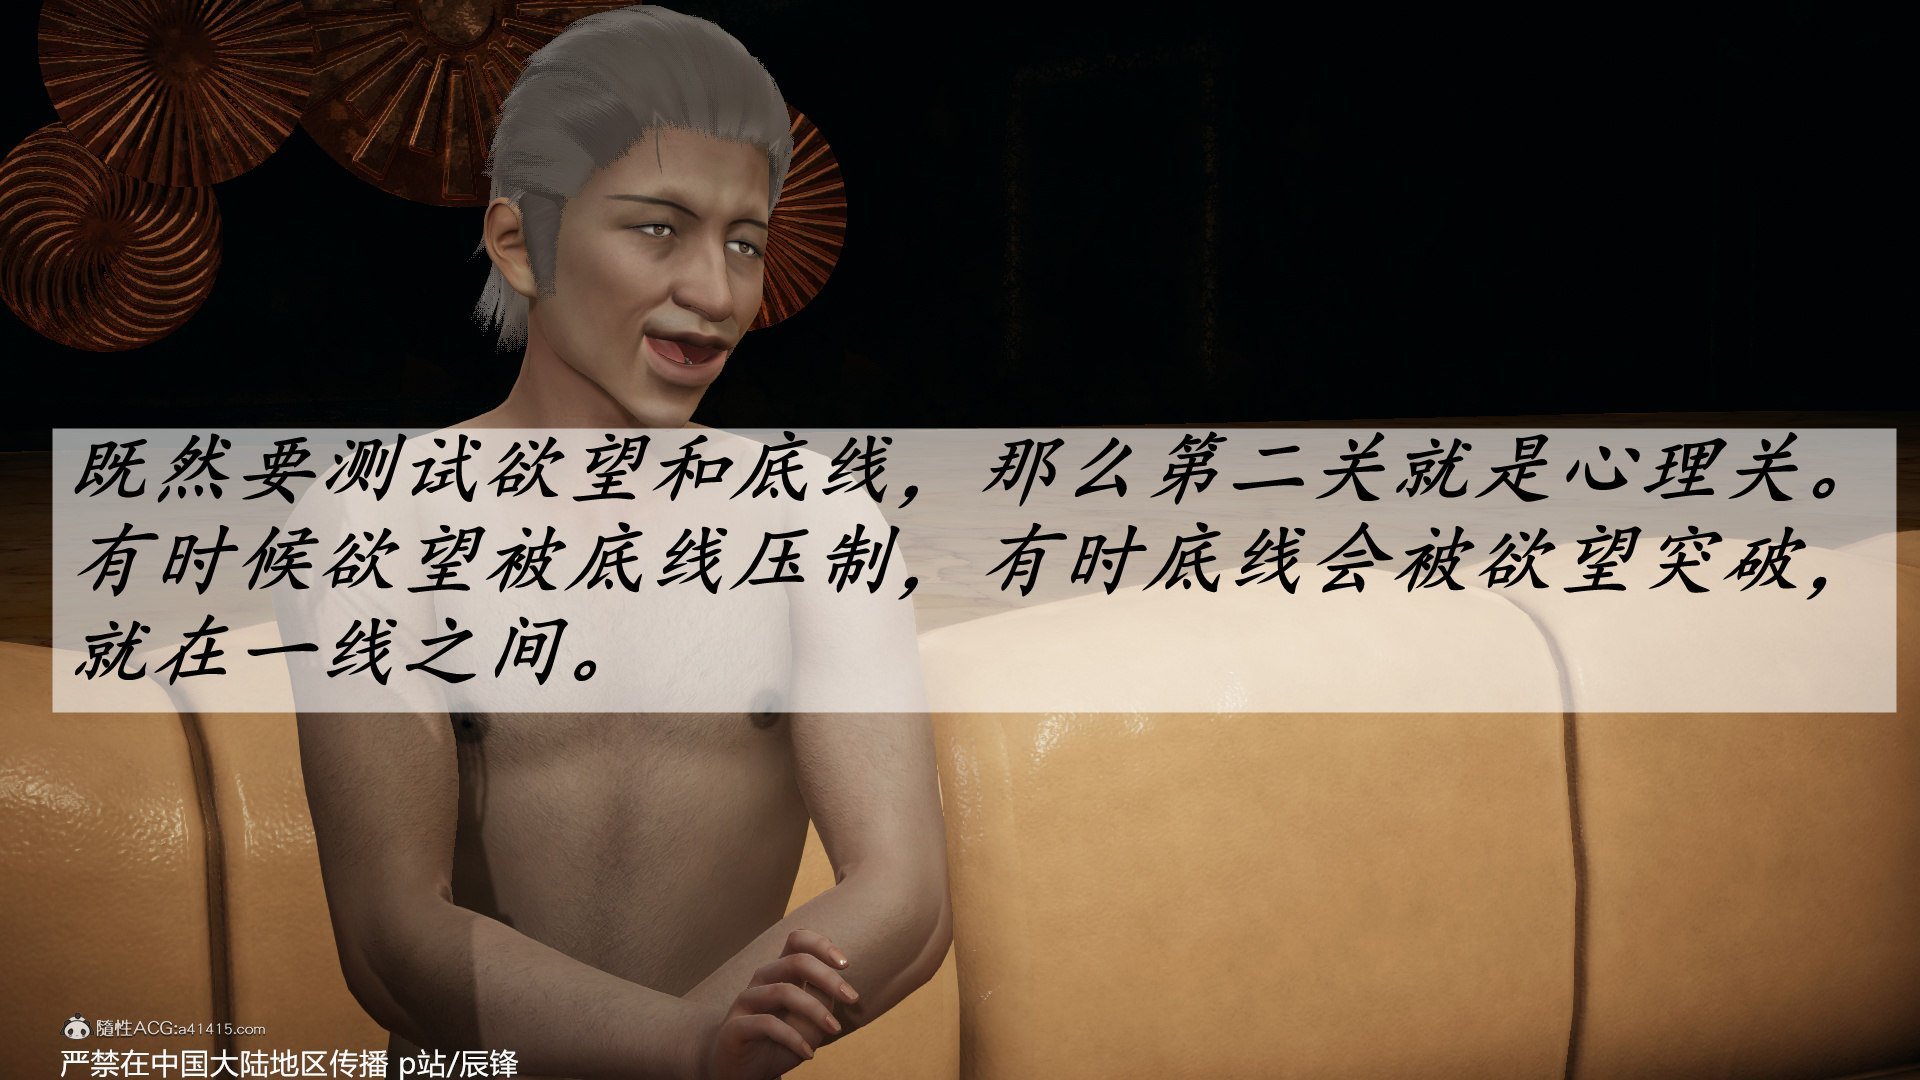 既然要测试欲望和底线，那么第二关就是心理关。
有时候欲望被底线压制，有时底线会被欲望突破，
就在一线之间。
隨性ACG:a41415.com
严禁在中国大陆地区传播 p站/辰锋